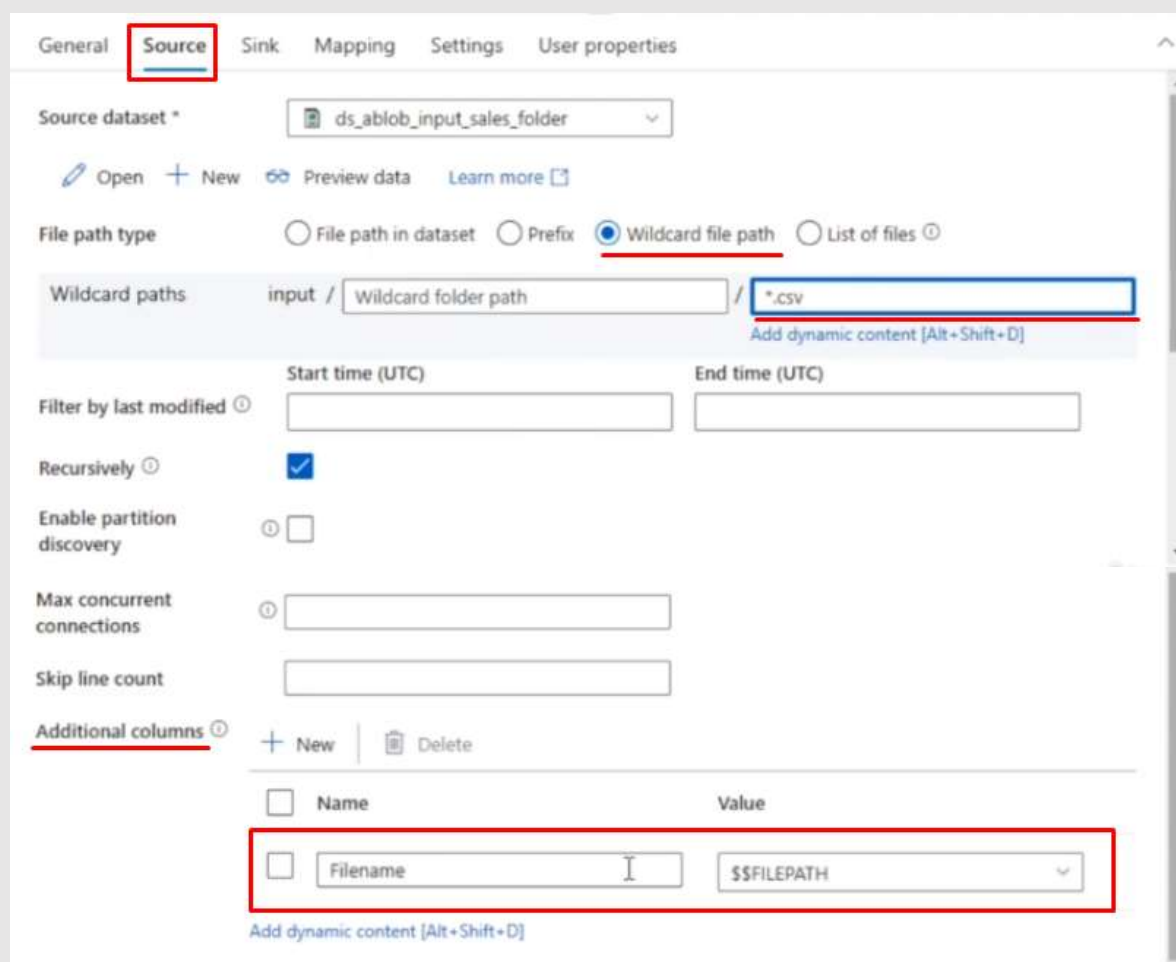 General Source Sink Mapping Settings User properties
Source dataset * ds_ablob_input_sales_folder
Open + New Preview data Learn more
File path type File path in dataset Prefix Wildcard file path List of files
Wildcard paths input / Wildcard folder path / *.csv
Add dynamic content [Alt+Shift+D]
Start time (UTC) End time (UTC)
Filter by last modified
Recursively
Enable partition
discovery
Max concurrent
connections
Skip line count
Additional columns
+ New Delete
Name Value
Filename $$FILEPATH
Add dynamic content [Alt+Shift+D]